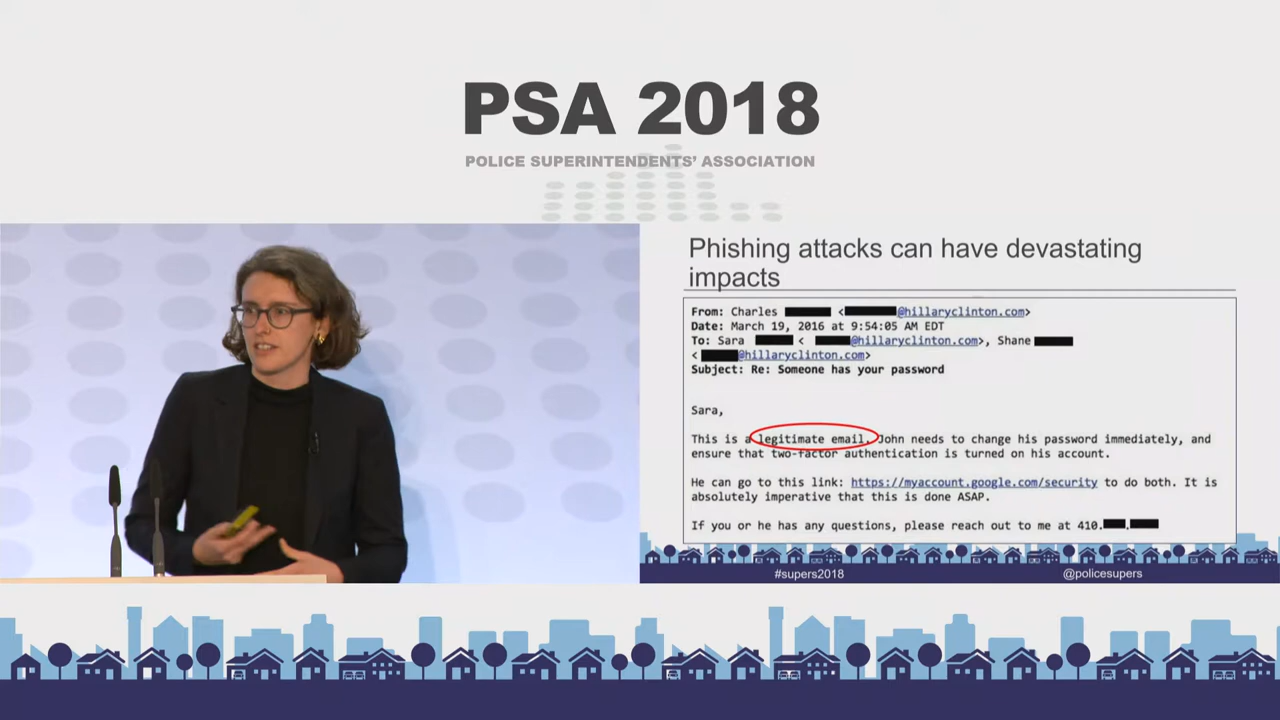 PSA 2018
POLICE SUPERINTENDENTS' ASSOCIATION
Phishing attacks can have devastating
impacts
From: Charles < @hillaryclinton.com>
Date: March 19, 2016 at 9:54:05 AM EDT
To: Sara < @hillaryclinton.com>, Shane
< @hillaryclinton.com>
Subject: Re: Someone has your password
Sara,
This is a legitimate email. John needs to change his password immediately, and
ensure that two-factor authentication is turned on his account.
He can go to this link: https://myaccount.google.com/security to do both. It is
absolutely imperative that this is done ASAP.
If you or he has any questions, please reach out to me at 410. .
#supers2018 @policesupers